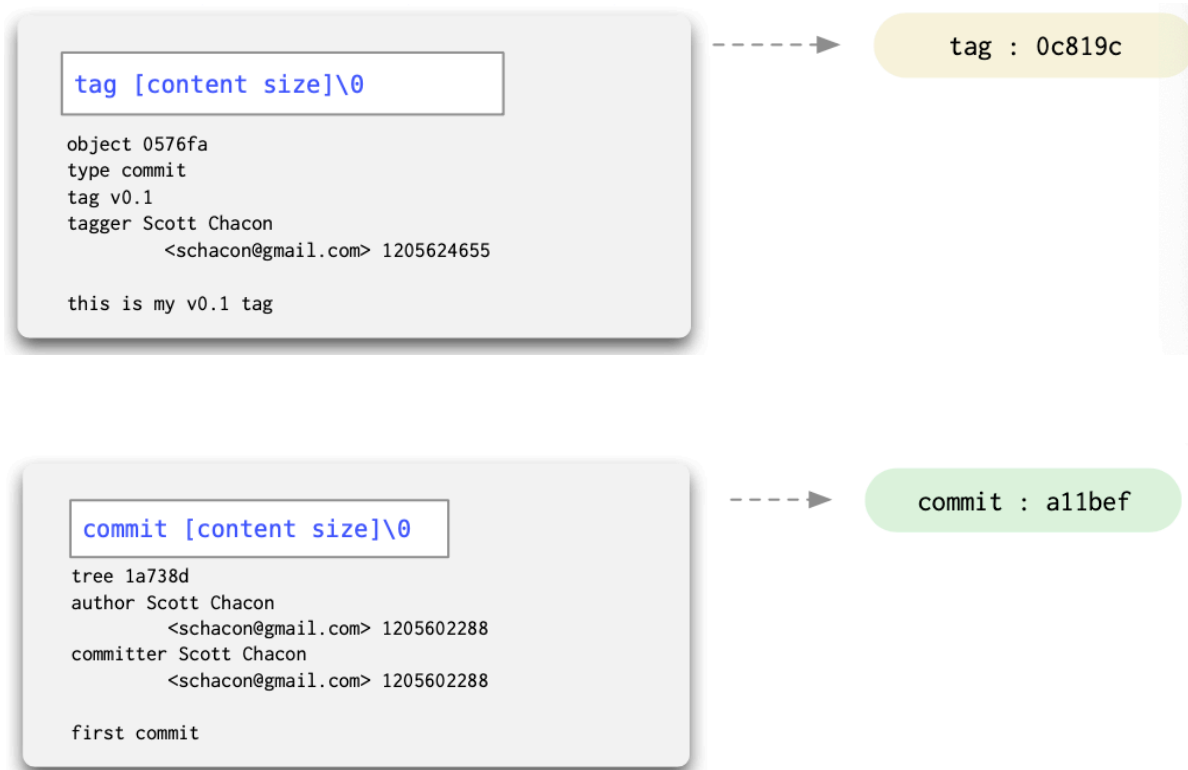 tag [content size]\0
tag : 0c819c
object 0576fa
type commit
tag v0.1
tagger Scott Chacon
<schacon@gmail.com> 1205624655
this is my v0.1 tag
commit [content size]\0
commit : a11bef
tree 1a738d
author Scott Chacon
<schacon@gmail.com> 1205602288
committer Scott Chacon
<schacon@gmail.com> 1205602288
first commit